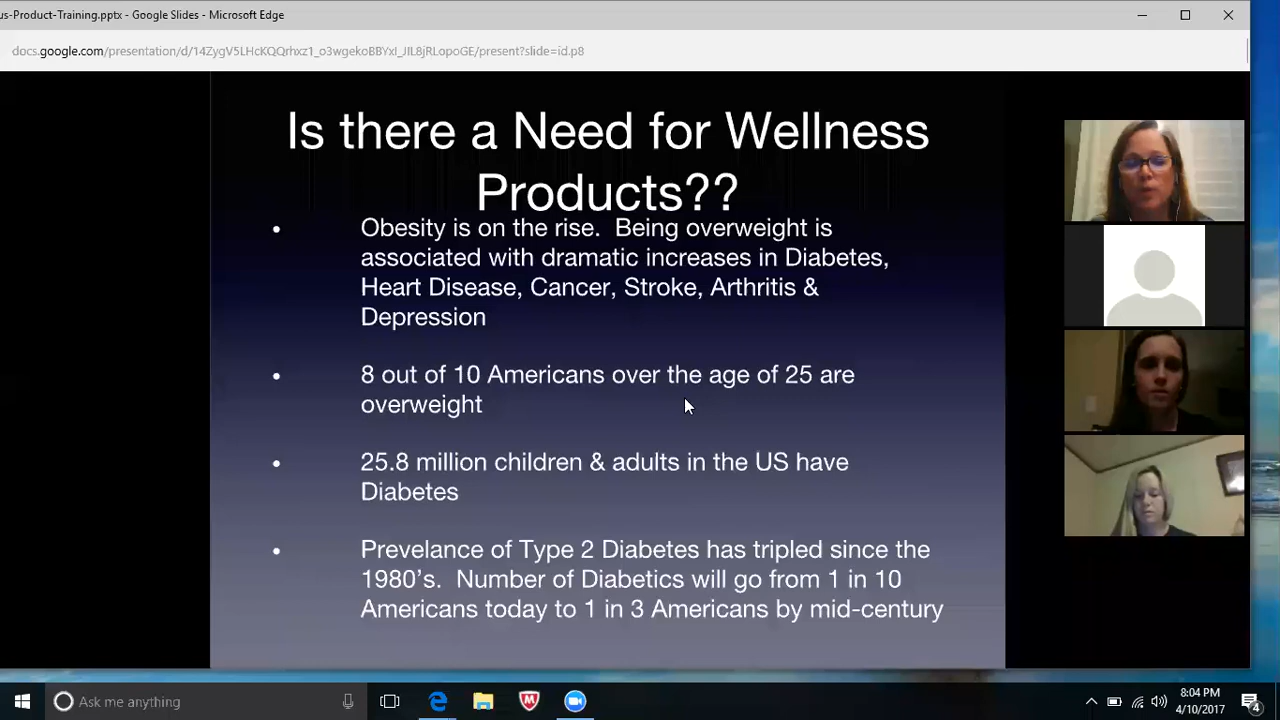 us-Product-Training.pptx - Google Slides - Microsoft Edge
docs.google.com/presentation/d/14ZygV5LHcKQQrhxz1_o3wgekoBBYxI_JIL8jRLopoGE/present?slide=id.p8
Is there a Need for Wellness
Products??
• Obesity is on the rise.  Being overweight is
associated with dramatic increases in Diabetes,
Heart Disease, Cancer, Stroke, Arthritis &
Depression
• 8 out of 10 Americans over the age of 25 are
overweight
• 25.8 million children & adults in the US have
Diabetes
• Prevelance of Type 2 Diabetes has tripled since the
1980's.  Number of Diabetics will go from 1 in 10
Americans today to 1 in 3 Americans by mid-century
Ask me anything
8:04 PM
4/10/2017
4